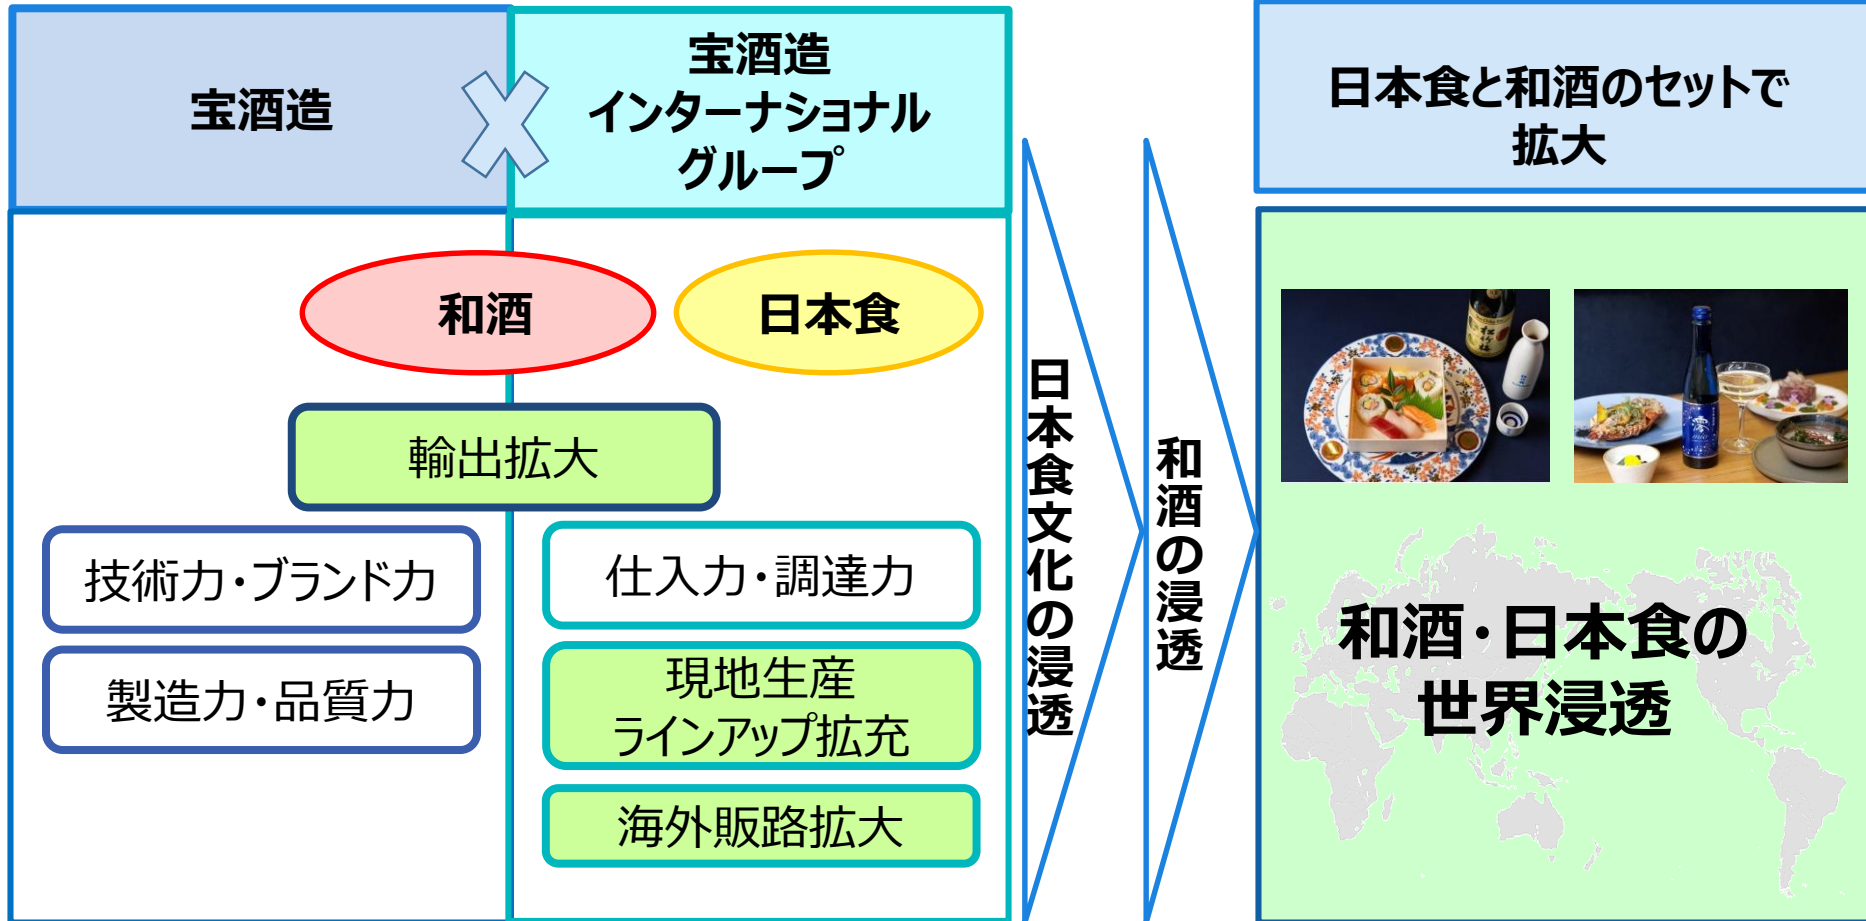 宝酒造
宝酒造
インターナショナル
グループ
日本食と和酒のセットで
拡大
和酒
日本食
輸出拡大
技術力・ブランド力
製造力・品質力
仕入力・調達力
現地生産
ラインアップ拡充
海外販路拡大
日本食文化の浸透
和酒の浸透
松竹梅
澪
和酒・日本食の
世界浸透